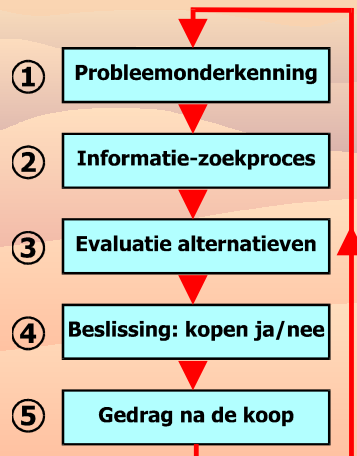 ① Probleemonderkenning
② Informatie-zoekproces
③ Evaluatie alternatieven
④ Beslissing: kopen ja/nee
⑤ Gedrag na de koop